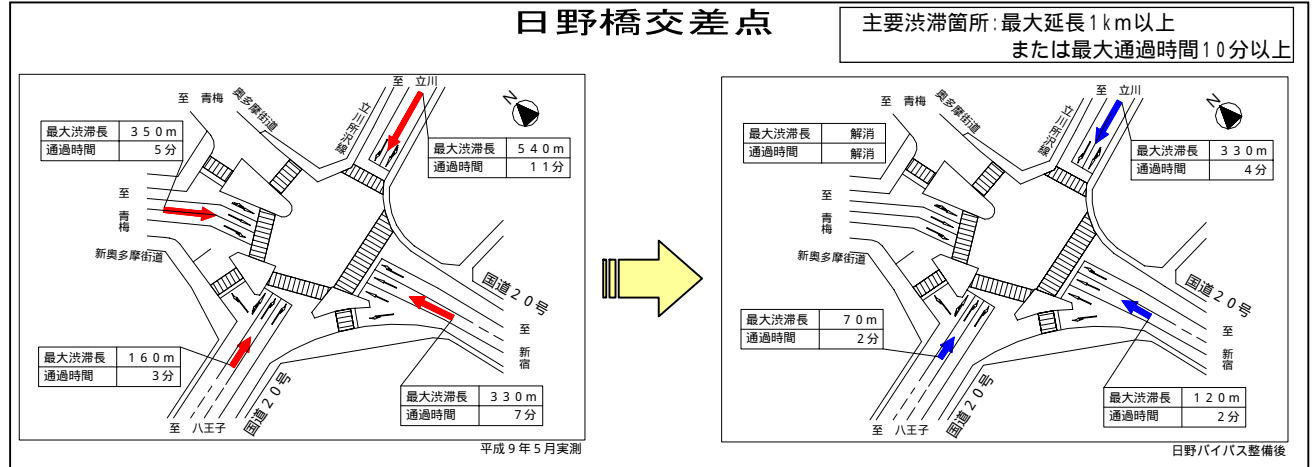 日野橋交差点
主要渋滞箇所:最大延長1km以上
または最大通過時間10分以上
至 立川
至 青梅
奥多摩街道
立川所沢線
N
最大渋滞長 350m
通過時間 5分
最大渋滞長 540m
通過時間 11分
至 青梅
新奥多摩街道
国道20号
至 新宿
最大渋滞長 160m
通過時間 3分
最大渋滞長 330m
通過時間 7分
国道20号
至 八王子
平成9年5月実測
至 立川
至 青梅
奥多摩街道
立川所沢線
N
最大渋滞長 解消
通過時間 解消
最大渋滞長 330m
通過時間 4分
至 青梅
新奥多摩街道
国道20号
至 新宿
最大渋滞長 70m
通過時間 2分
最大渋滞長 120m
通過時間 2分
国道20号
至 八王子
日野バイパス整備後